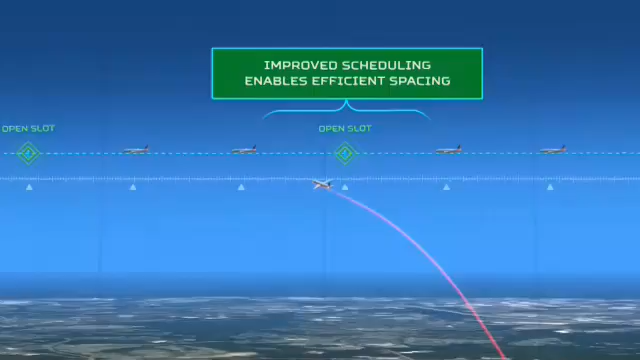 IMPROVED SCHEDULING
ENABLES EFFICIENT SPACING
OPEN SLOT
OPEN SLOT